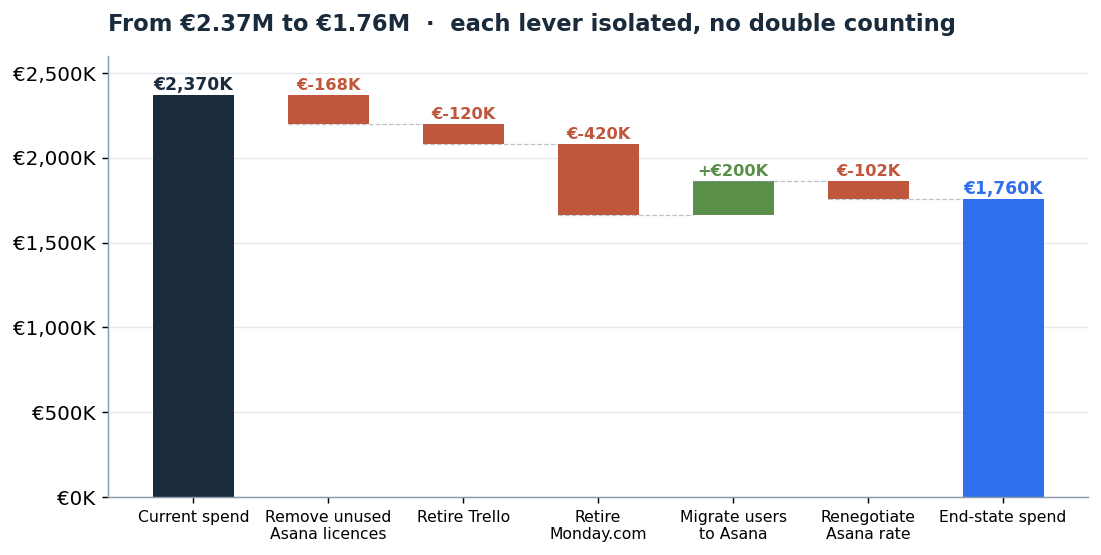 From €2.37M to €1.76M · each lever isolated, no double counting
€2,500K
€2,000K
€1,500K
€1,000K
€500K
€0K
€2,370K
€-168K
€-120K
€-420K
+€200K
€-102K
€1,760K
Current spend
Remove unused
Asana licences
Retire Trello
Retire
Monday.com
Migrate users
to Asana
Renegotiate
Asana rate
End-state spend